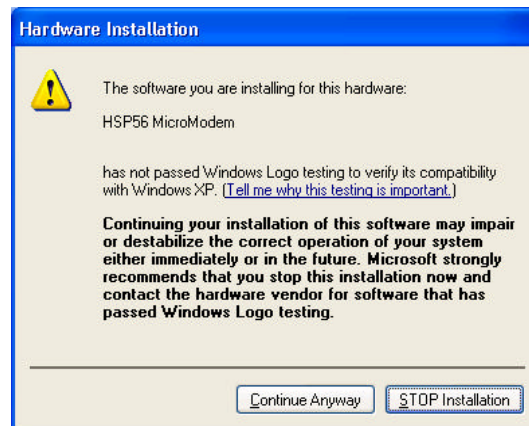 Hardware Installation
The software you are installing for this hardware:
HSP56 MicroModem
has not passed Windows Logo testing to verify its compatibility
with Windows XP. (Tell me why this testing is important.)
Continuing your installation of this software may impair
or destabilize the correct operation of your system
either immediately or in the future. Microsoft strongly
recommends that you stop this installation now and
contact the hardware vendor for software that has
passed Windows Logo testing.
Continue Anyway STOP Installation